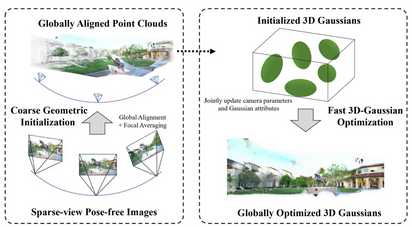 Globally Aligned Point Clouds
Coarse Geometric
Initialization
Global Alignment
+ Focal Averaging
Sparse-view Pose-free Images
Initialized 3D Gaussians
Jointly update camera parameters
and Gaussian attributes
Fast 3D-Gaussian
Optimization
Globally Optimized 3D Gaussians